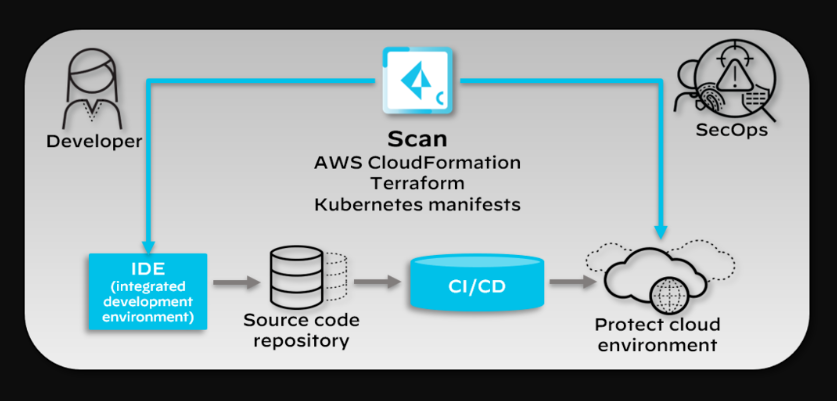 Developer
SecOps
Scan
AWS CloudFormation
Terraform
Kubernetes manifests
IDE
(integrated
development
environment)
Source code
repository
CI/CD
Protect cloud
environment